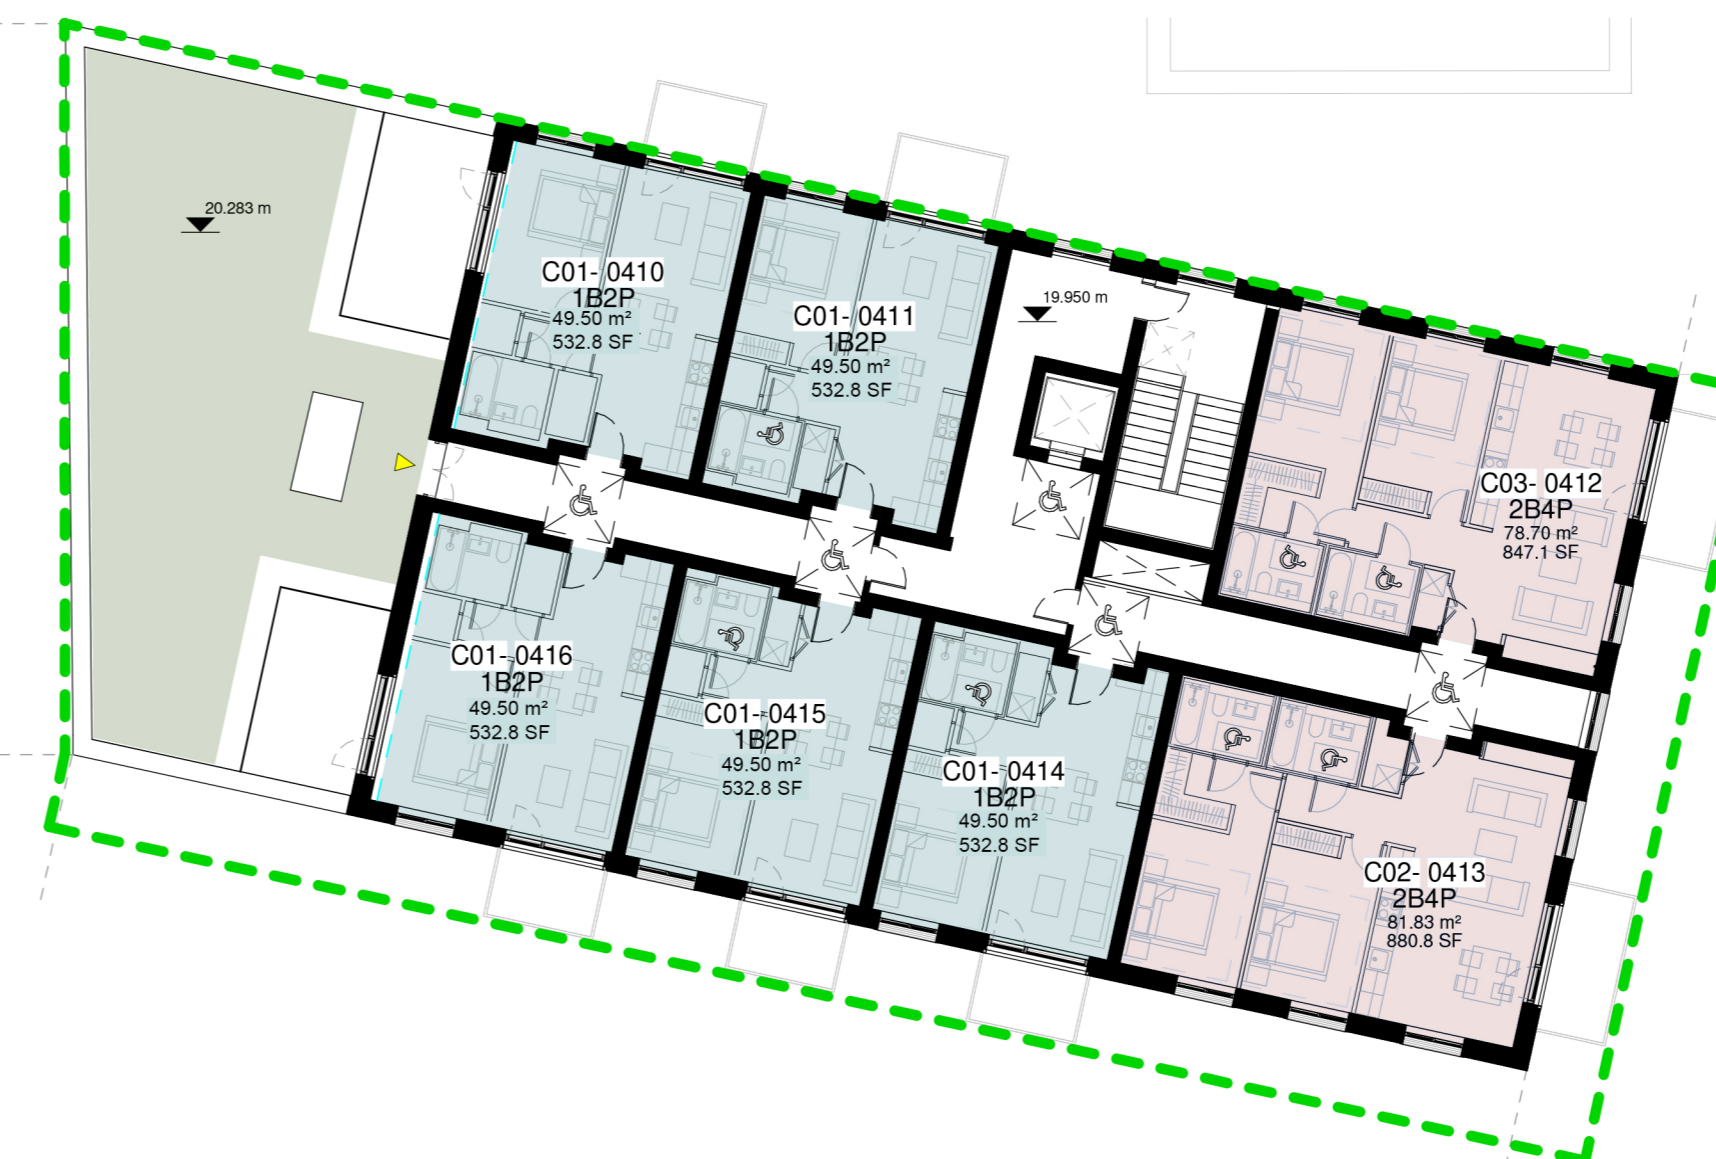 20.283 m
C01- 0410
1B2P
49.50 m²
532.8 SF
C01- 0411
1B2P
49.50 m²
532.8 SF
19.950 m
C03- 0412
2B4P
78.70 m²
847.1 SF
C01- 0416
1B2P
49.50 m²
532.8 SF
C01- 0415
1B2P
49.50 m²
532.8 SF
C01- 0414
1B2P
49.50 m²
532.8 SF
C02- 0413
2B4P
81.83 m²
880.8 SF